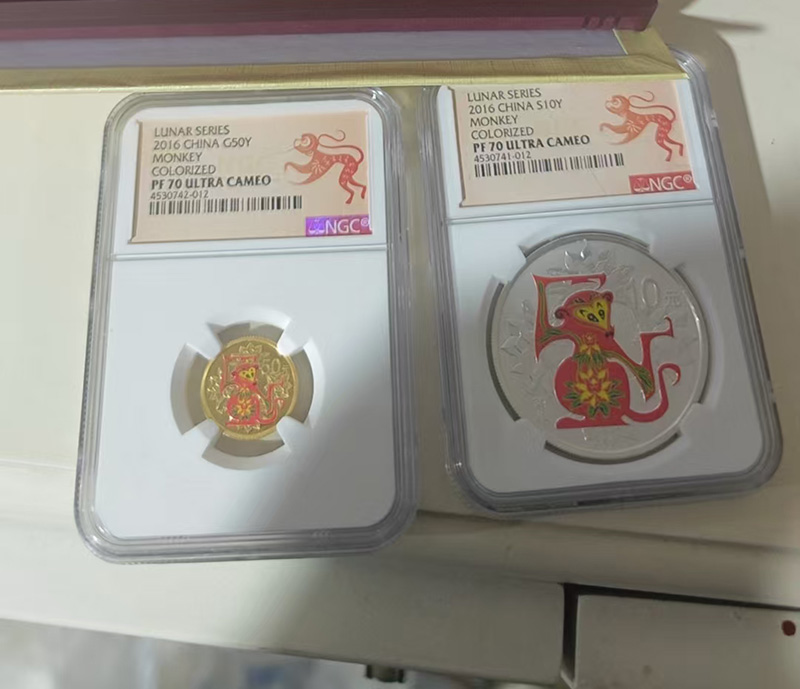 LUNAR SERIES
2016 CHINA G50Y
MONKEY
COLORIZED
PF 70 ULTRA CAMEO
4530742-012
NGC®
50
LUNAR SERIES
2016 CHINA S10Y
MONKEY
COLORIZED
PF 70 ULTRA CAMEO
4530741-012
NGC®
10元